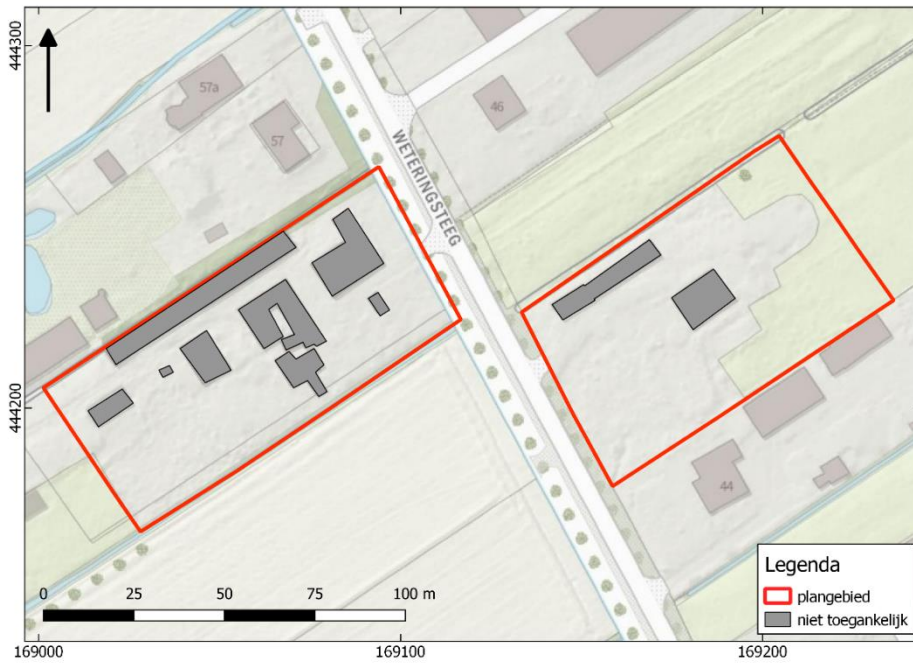 444300
57a
57
46
WETERINGSTEEG
444200
44
Legenda
plangebied
niet toegankelijk
0 25 50 75 100 m
169000 169100 169200